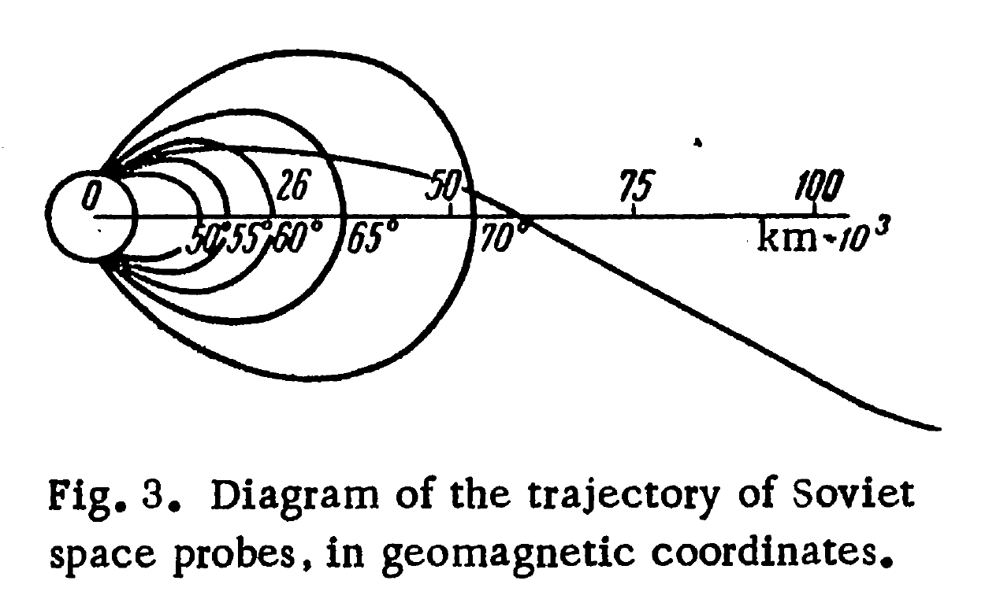 0 26 50 75 100
50° 55° 60° 65° 70° km·10³
Fig. 3. Diagram of the trajectory of Soviet
space probes, in geomagnetic coordinates.